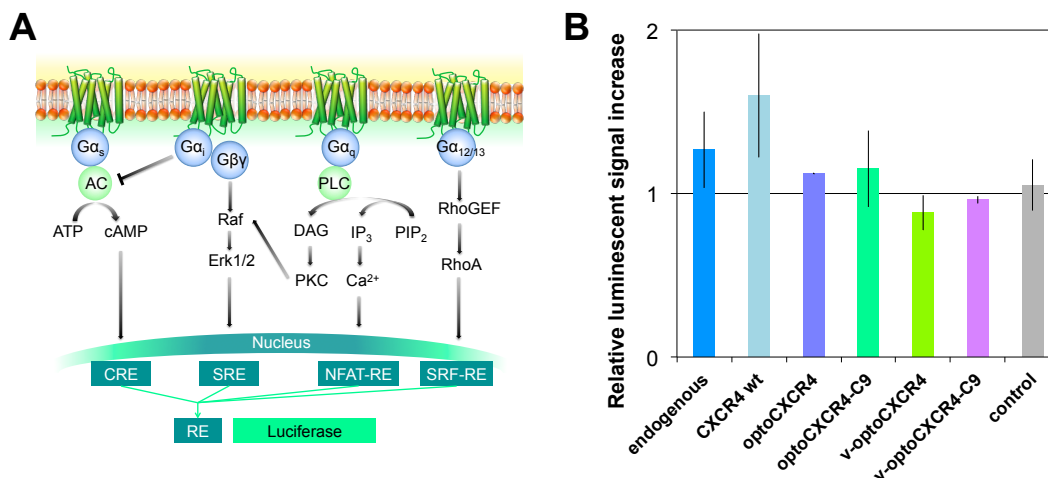 A
Gαs
Gαi
Gβγ
Gαq
Gα12/13
AC
PLC
ATP
cAMP
Raf
DAG
IP3
PIP2
RhoGEF
Erk1/2
PKC
Ca2+
RhoA
Nucleus
CRE
SRE
NFAT-RE
SRF-RE
RE
Luciferase
B
Relative luminescent signal increase
2
1
0
endogenous
CXCR4 wt
optoCXCR4
optoCXCR4-C9
v-optoCXCR4
v-optoCXCR4-C9
control